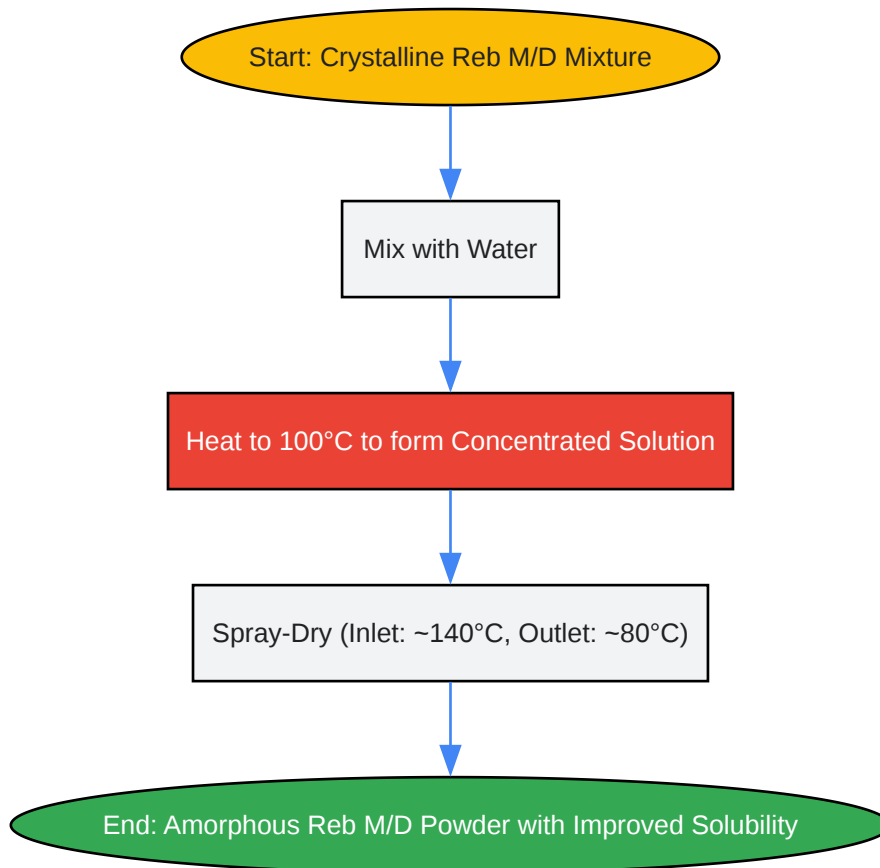 Start: Crystalline Reb M/D Mixture
Mix with Water
Heat to 100°C to form Concentrated Solution
Spray-Dry (Inlet: ~140°C, Outlet: ~80°C)
End: Amorphous Reb M/D Powder with Improved Solubility